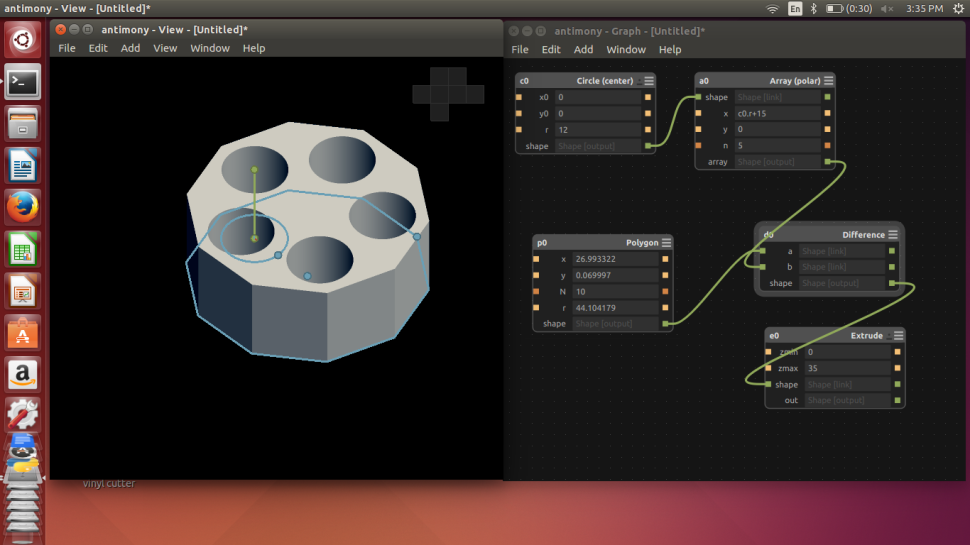 antimony - View - [Untitled]*
En
(0:30)
3:35 PM
antimony - View - [Untitled]*
File Edit Add View Window Help
antimony - Graph - [Untitled]*
File Edit Add Window Help
c0 Circle (center)
x0 0
y0 0
r 12
shape Shape [output]
a0 Array (polar)
shape Shape [link]
x c0.r+15
y 0
n 5
array Shape [output]
p0 Polygon
x 26.993322
y 0.069997
N 10
r 44.104179
shape Shape [output]
d0 Difference
a Shape [link]
b Shape [link]
shape Shape [output]
e0 Extrude
zmin 0
zmax 35
shape Shape [link]
out Shape [output]
vinyl cutter